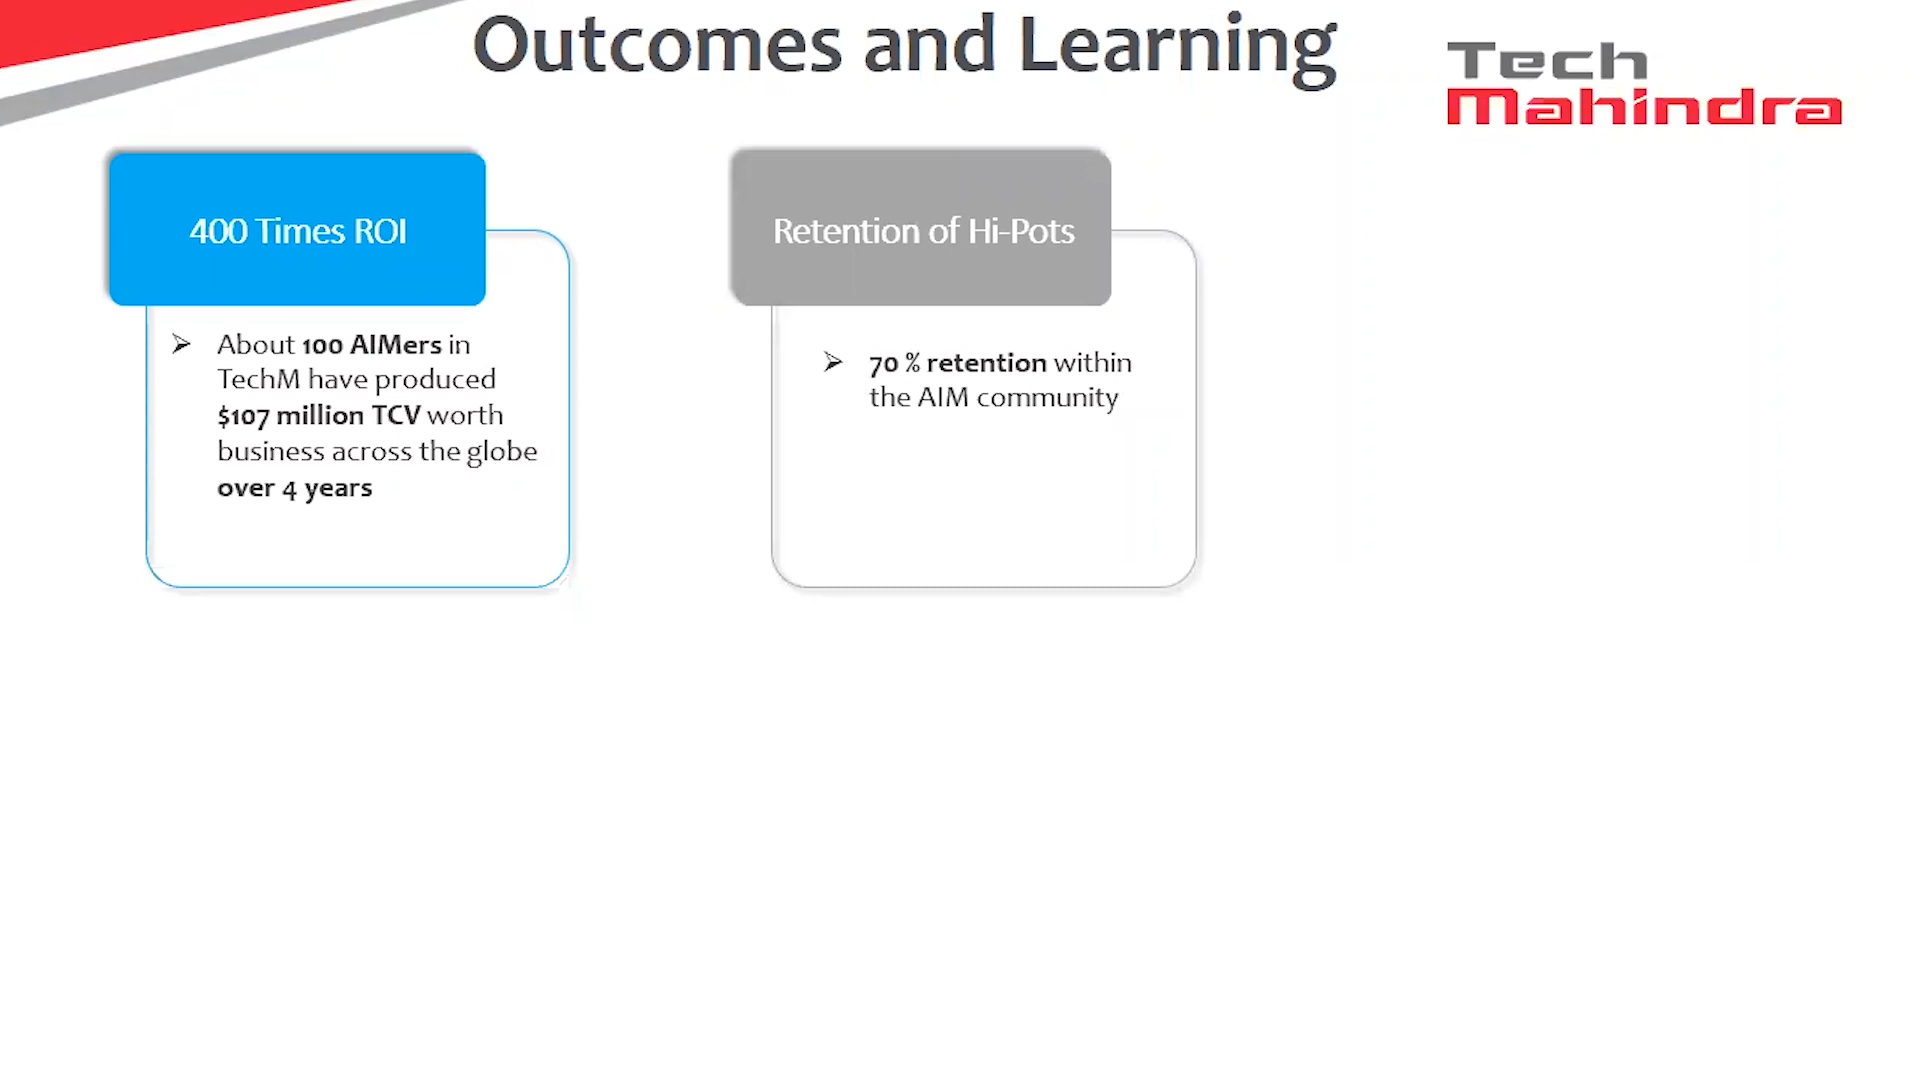 Outcomes and Learning
Tech
Mahindra
400 Times ROI
➢ About 100 AIMers in
TechM have produced
$107 million TCV worth
business across the globe
over 4 years
Retention of Hi-Pots
➢ 70 % retention within
the AIM community